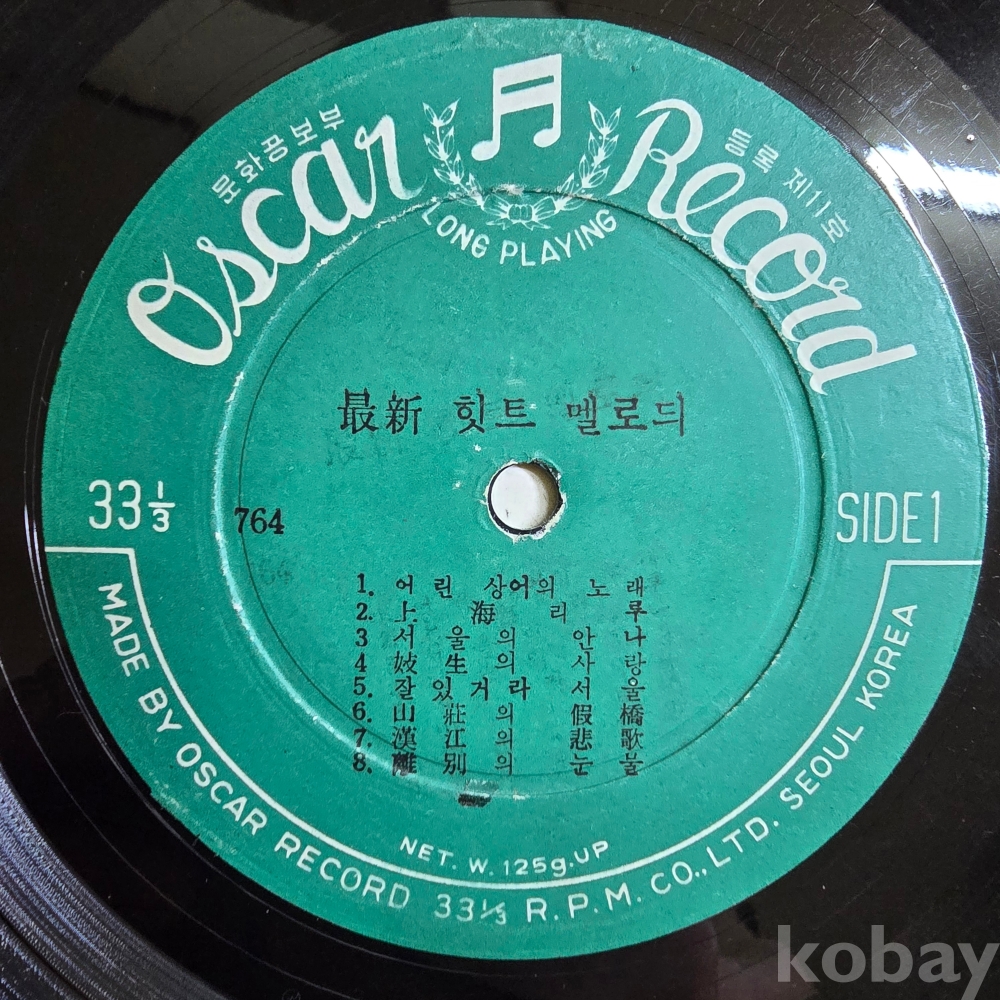 문화공보부 등록 제11호
Oscar Record
LONG PLAYING
最新 힛트 멜로듸
33⅓
764
SIDE1
1. 어린 상어의 노래
2. 上海리루
3 서울의 안나
4 妓生의 사랑
5. 잘있거라 서울
6. 山莊의 假橋
7. 漢江의 悲歌
8. 離別의 눈물
NET. W. 125g.UP
MADE BY OSCAR RECORD 33⅓ R.P.M. CO., LTD. SEOUL KOREA
kobay